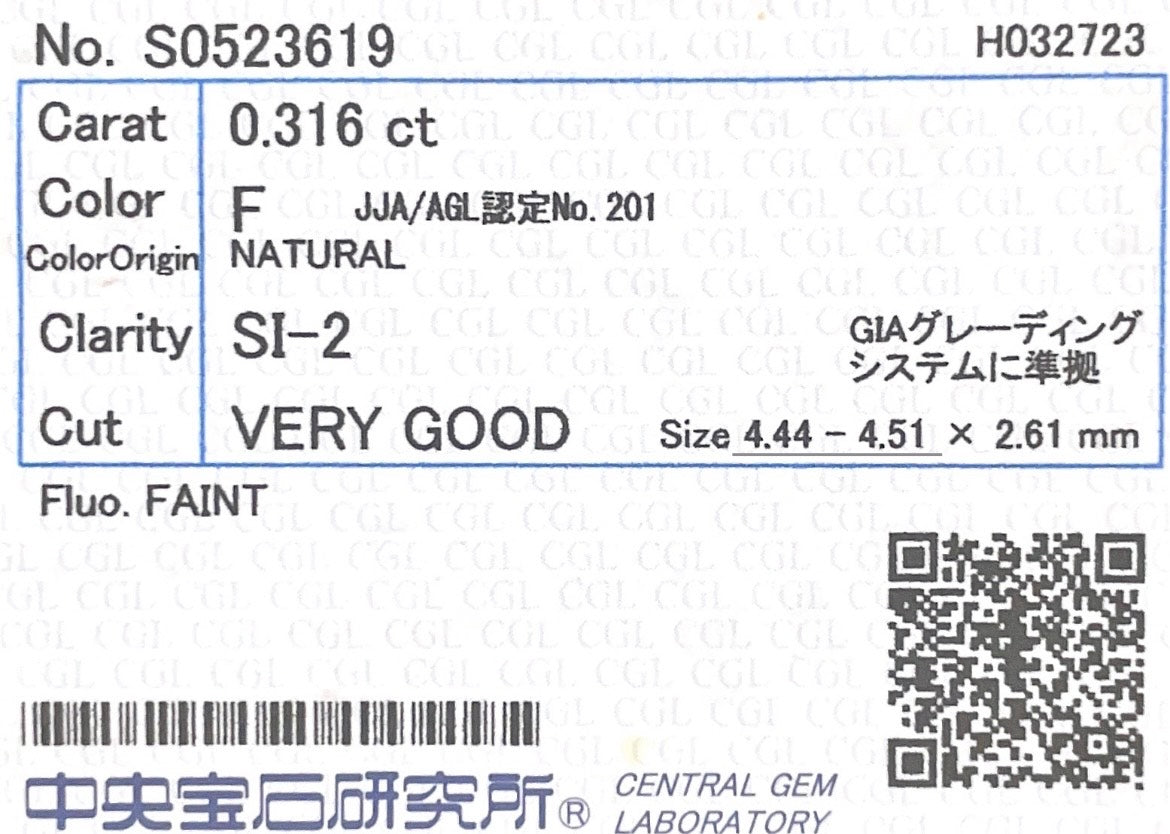 No. S0523619 H032723
Carat 0.316 ct
Color F JJA/AGL認定No.201
ColorOrigin NATURAL
Clarity SI-2 GIAグレーディング
システムに準拠
Cut VERY GOOD Size 4.44 - 4.51 × 2.61 mm
Fluo. FAINT
中央宝石研究所® CENTRAL GEM
LABORATORY